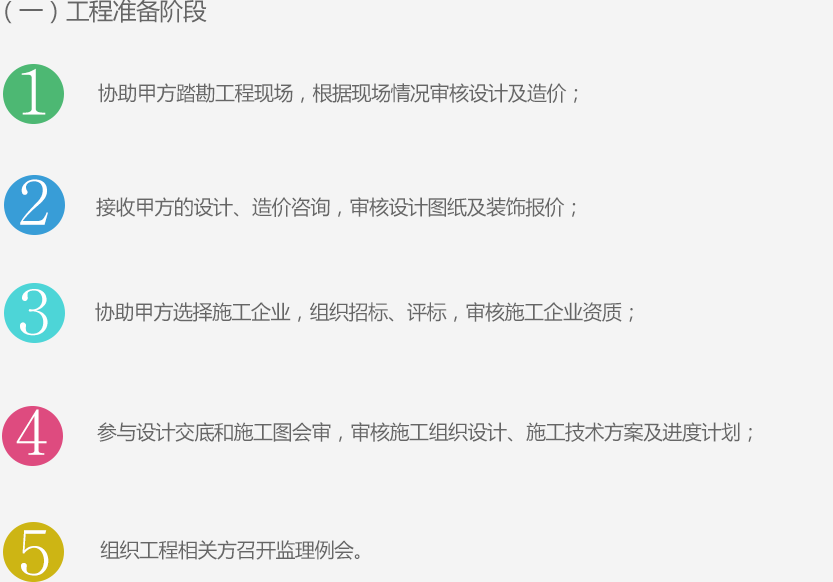 （一）工程准备阶段
1 协助甲方踏勘工程现场，根据现场情况审核设计及造价；
2 接收甲方的设计、造价咨询，审核设计图纸及装饰报价；
3 协助甲方选择施工企业，组织招标、评标，审核施工企业资质；
4 参与设计交底和施工图会审，审核施工组织设计、施工技术方案及进度计划；
5 组织工程相关方召开监理例会。